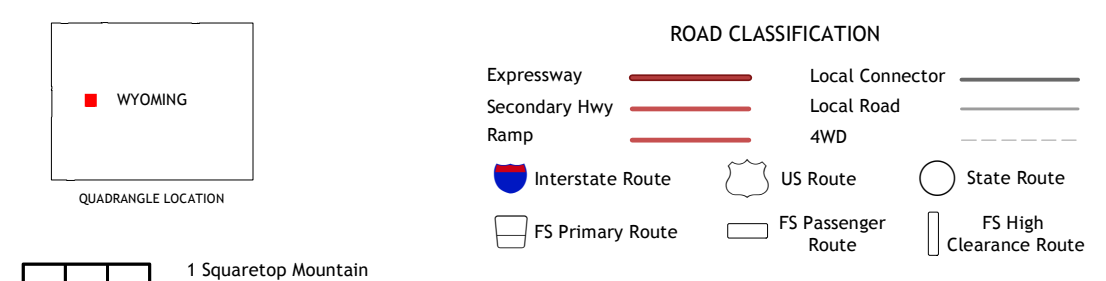 WYOMING
QUADRANGLE LOCATION
1 Squaretop Mountain
ROAD CLASSIFICATION
Expressway
Secondary Hwy
Ramp
Local Connector
Local Road
4WD
Interstate Route
US Route
State Route
FS Primary Route
FS Passenger
Route
FS High
Clearance Route